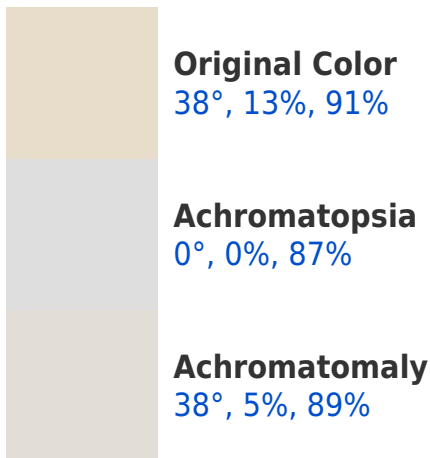 Original Color
38°, 13%, 91%
Achromatopsia
0°, 0%, 87%
Achromatomaly
38°, 5%, 89%